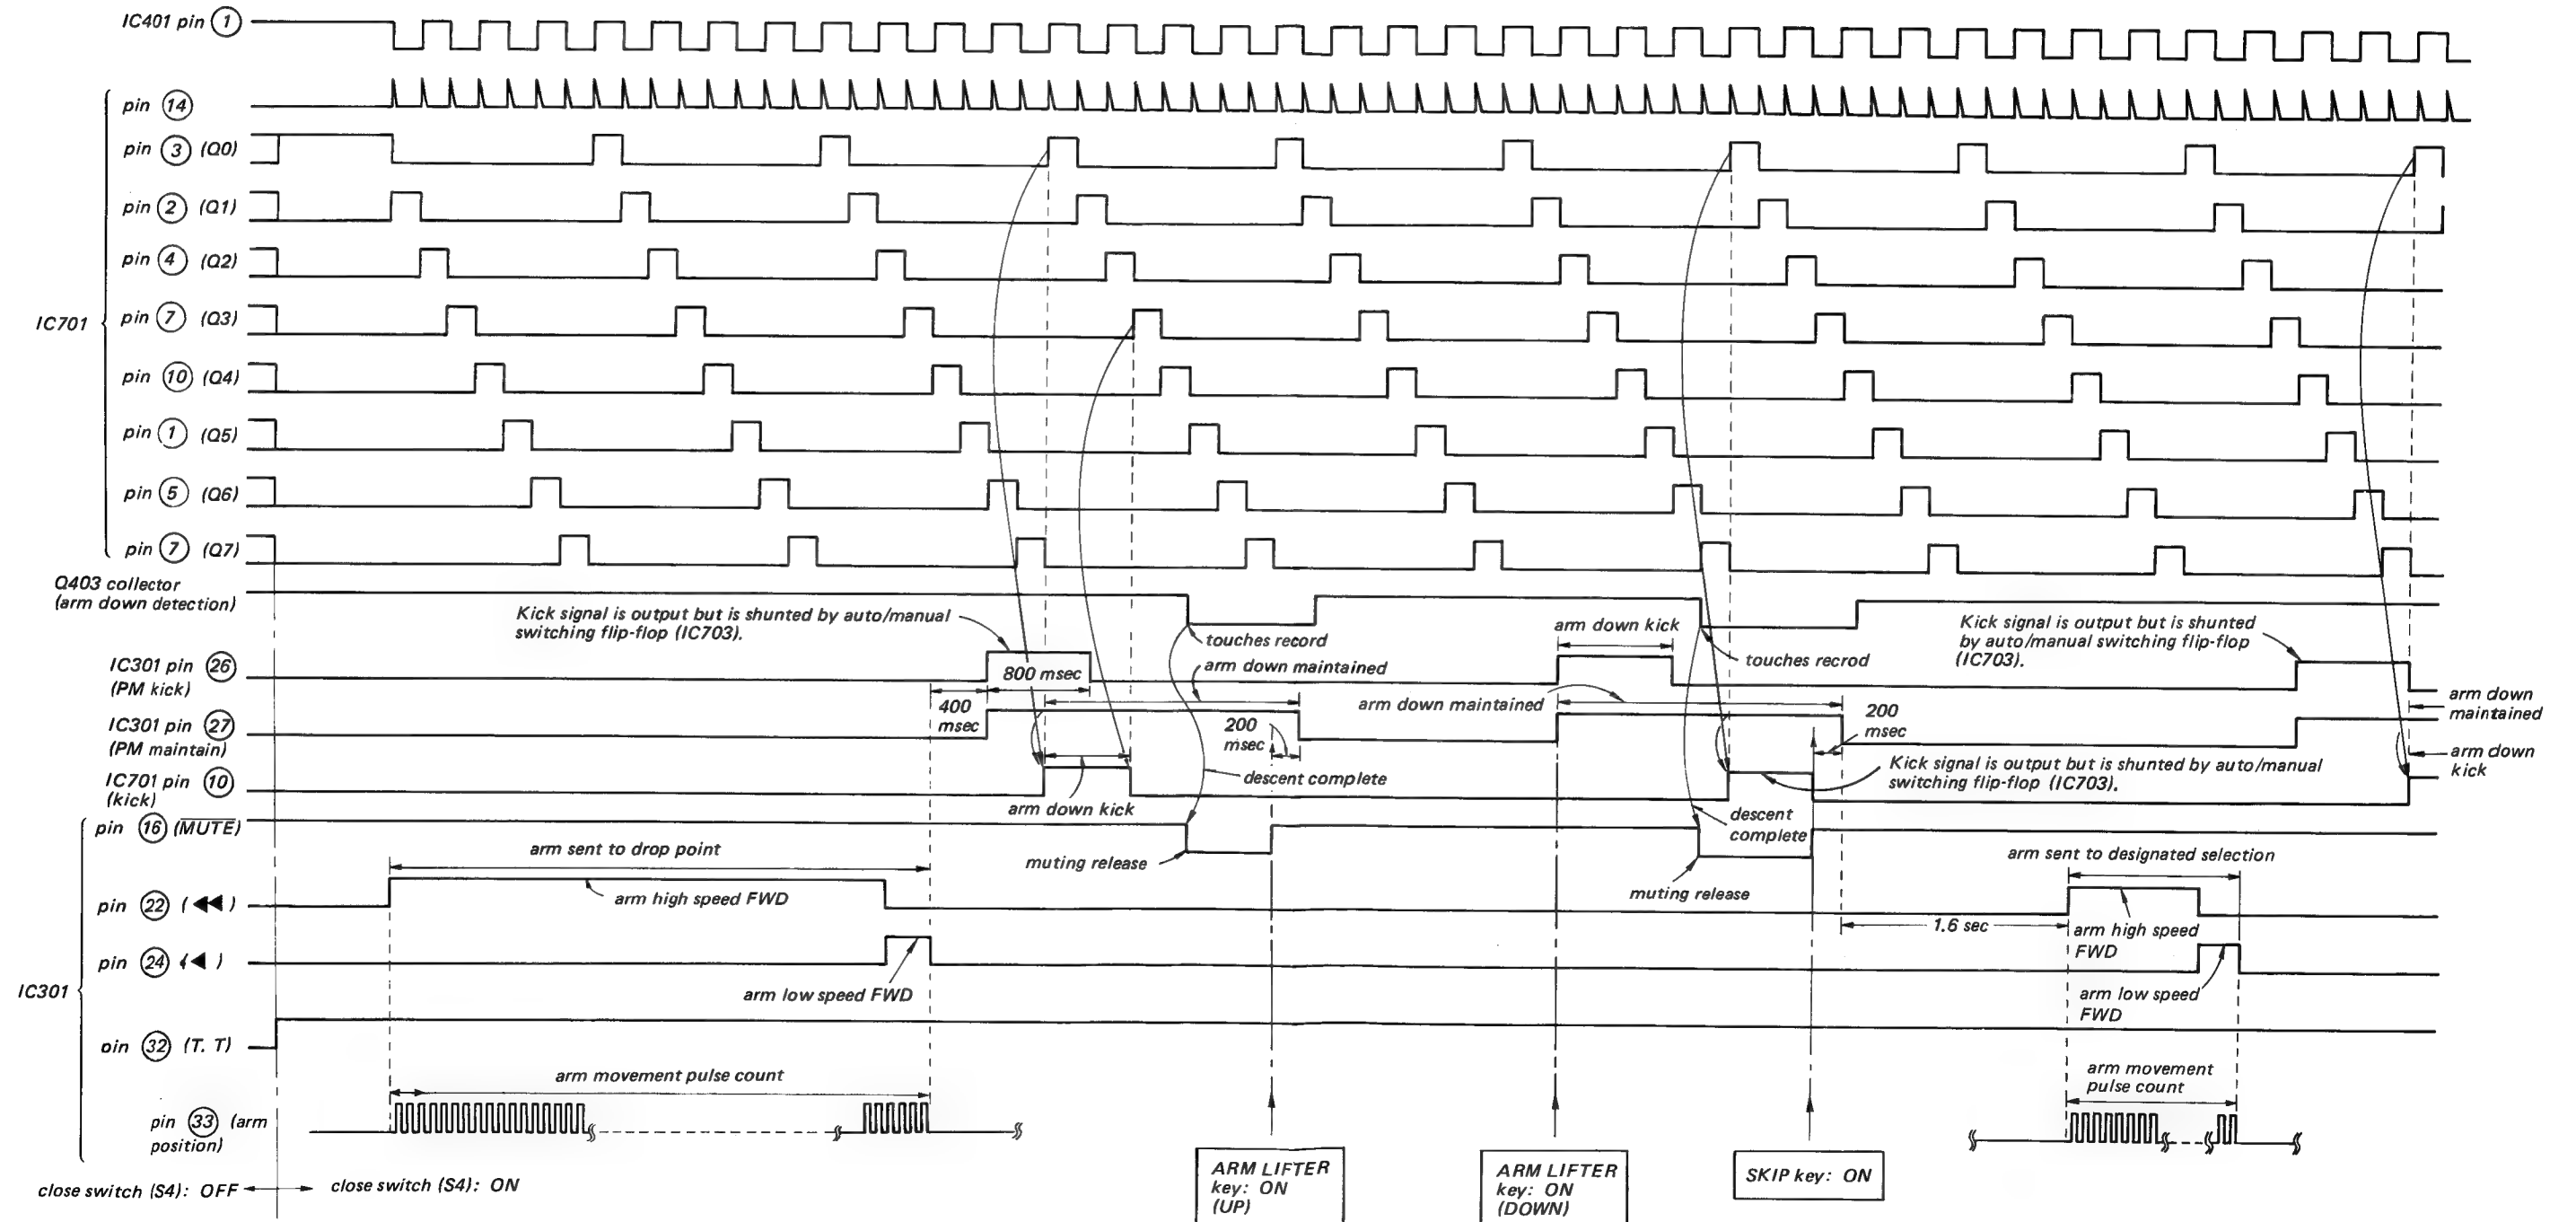 IC401 pin 1
IC701
pin 14
pin 3 (Q0)
pin 2 (Q1)
pin 4 (Q2)
pin 7 (Q3)
pin 10 (Q4)
pin 1 (Q5)
pin 5 (Q6)
pin 7 (Q7)
Q403 collector
(arm down detection)
Kick signal is output but is shunted by auto/manual
switching flip-flop (IC703).
touches record
arm down kick
touches recrod
Kick signal is output but is shunted
by auto/manual switching flip-flop
(IC703).
IC301 pin 26
(PM kick)
800 msec
arm down maintained
400
msec
arm down maintained
arm down
maintained
IC301 pin 27
(PM maintain)
200
msec
200
msec
arm down
kick
descent complete
Kick signal is output but is shunted by auto/manual
switching flip-flop (IC703).
IC701 pin 10
(kick)
arm down kick
descent
complete
IC301
pin 16 (MUTE)
muting release
muting release
arm sent to drop point
arm sent to designated selection
pin 22 (◀◀)
arm high speed FWD
1.6 sec
arm high speed
FWD
pin 24 (◀)
arm low speed FWD
arm low speed
FWD
oin 32 (T. T)
arm movement pulse count
arm movement
pulse count
pin 33 (arm
position)
close switch (S4): OFF
close switch (S4): ON
ARM LIFTER
key: ON
(UP)
ARM LIFTER
key: ON
(DOWN)
SKIP key: ON